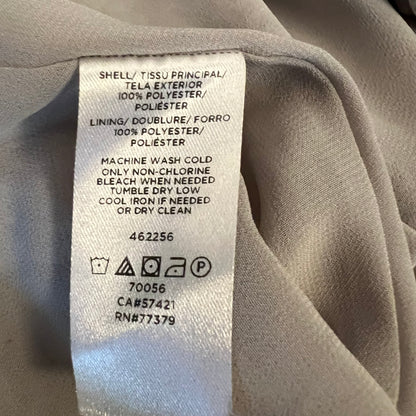 SHELL/ TISSU PRINCIPAL/
TELA EXTERIOR
100% POLYESTER/
POLIÉSTER
LINING/ DOUBLURE/ FORRO
100% POLYESTER/
POLIÉSTER
MACHINE WASH COLD
ONLY NON-CHLORINE
BLEACH WHEN NEEDED
TUMBLE DRY LOW
COOL IRON IF NEEDED
OR DRY CLEAN
462256
P
70056
CA#57421
RN#77379